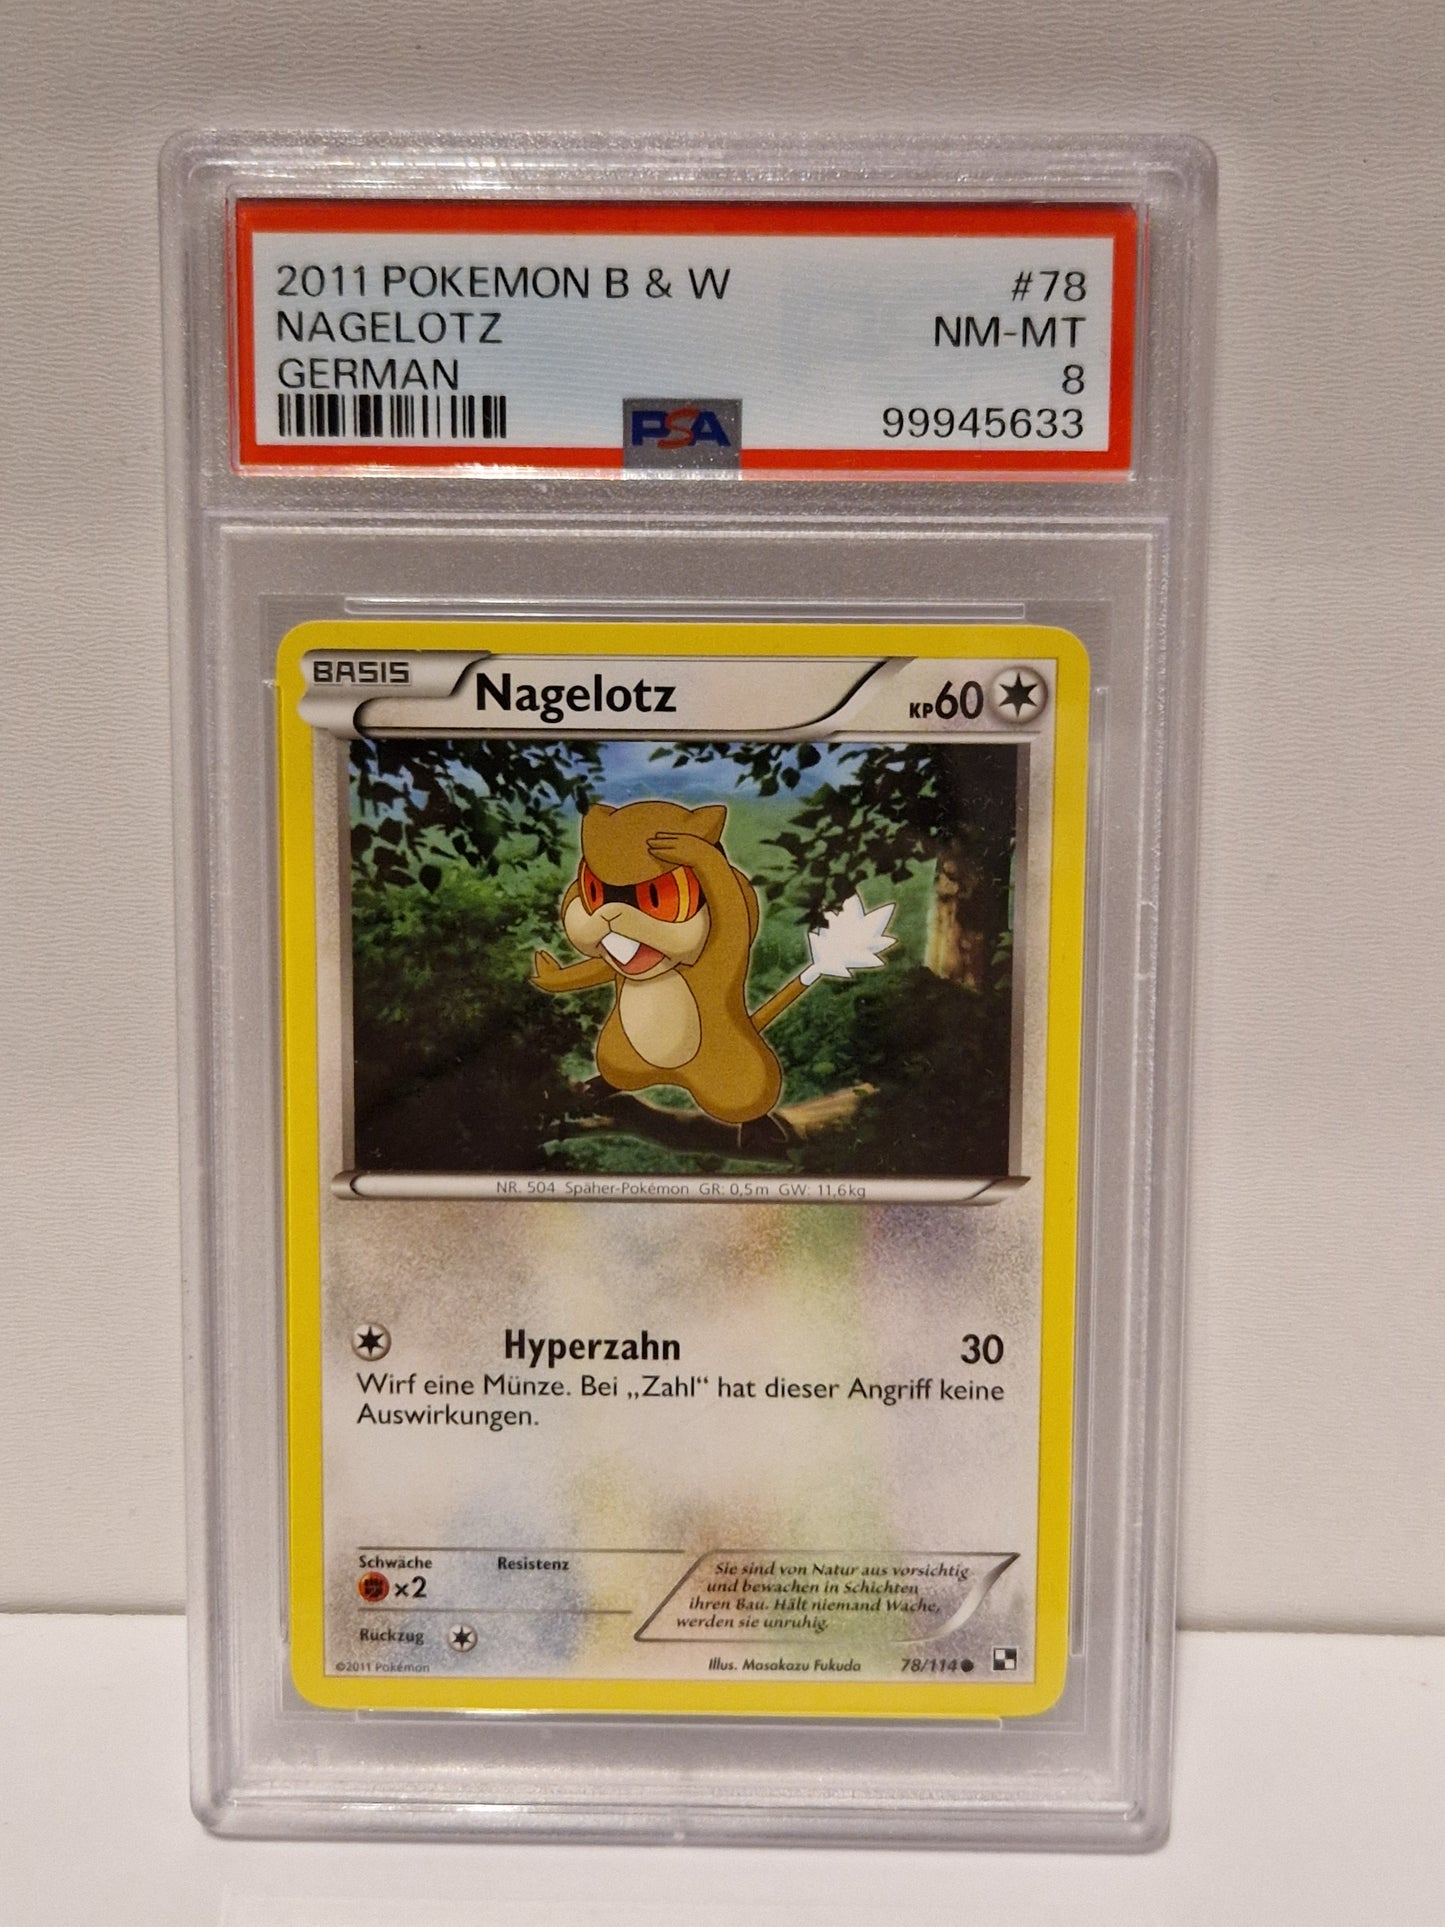 2011 POKEMON B & W #78
NAGELOTZ NM-MT
GERMAN 8
PSA 99945633
BASIS Nagelotz KP60
NR. 504 Späher-Pokémon GR: 0,5m GW: 11,6kg
Hyperzahn 30
Wirf eine Münze. Bei „Zahl“ hat dieser Angriff keine
Auswirkungen.
Schwäche Resistenz
x2
Rückzug
Sie sind von Natur aus vorsichtig
und bewachen in Schichten
ihren Bau. Hält niemand Wache,
werden sie unruhig.
©2011 Pokémon Illus. Masakazu Fukuda 78/114